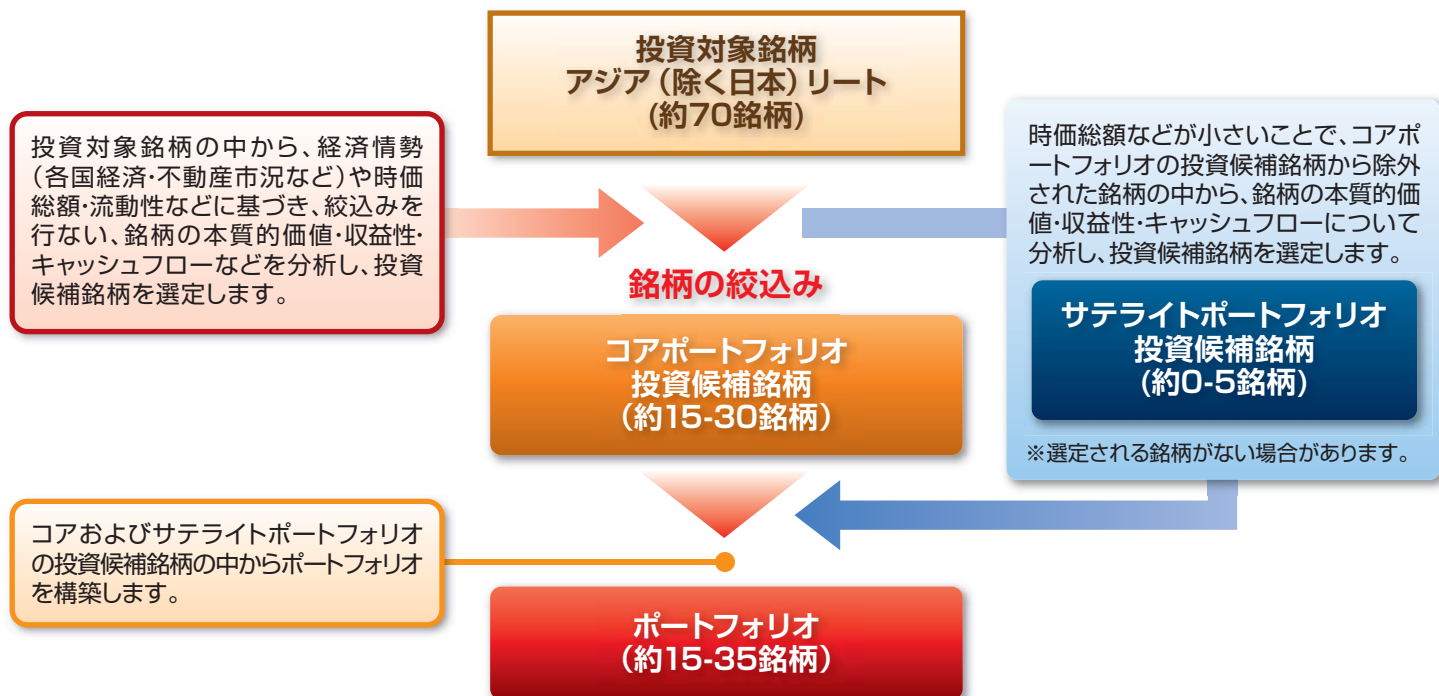 投資対象銘柄
アジア（除く日本）リート
(約70銘柄)
投資対象銘柄の中から、経済情勢
（各国経済・不動産市況など）や時価
総額・流動性などに基づき、絞込みを
行ない、銘柄の本質的価値・収益性・
キャッシュフローなどを分析し、投資
候補銘柄を選定します。
時価総額などが小さいことで、コアポ
ートフォリオの投資候補銘柄から除外
された銘柄の中から、銘柄の本質的価
値・収益性・キャッシュフローについて
分析し、投資候補銘柄を選定します。
銘柄の絞込み
サテライトポートフォリオ
投資候補銘柄
(約0-5銘柄)
※選定される銘柄がない場合があります。
コアポートフォリオ
投資候補銘柄
（約15-30銘柄）
コアおよびサテライトポートフォリオ
の投資候補銘柄の中からポートフォリオ
を構築します。
ポートフォリオ
（約15-35銘柄）